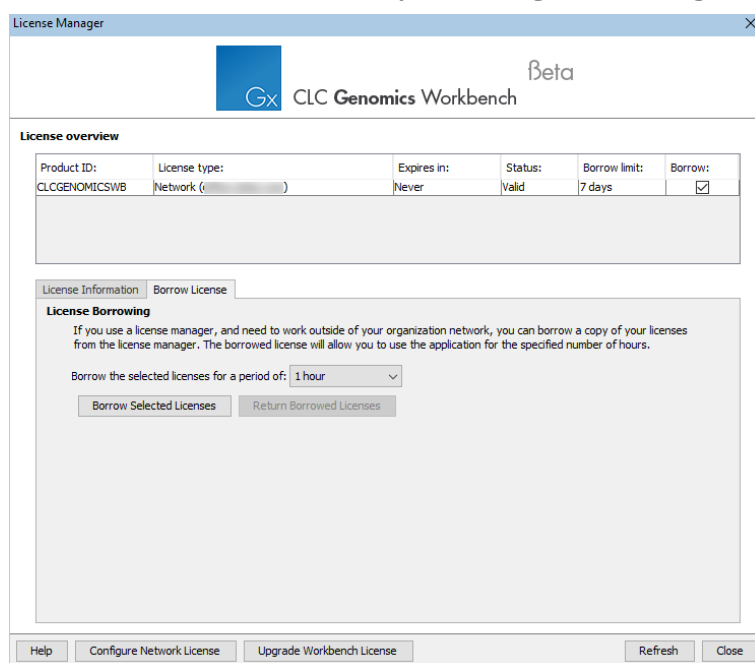 License Manager
Gx CLC Genomics Workbench ßeta
License overview
Product ID: License type: Expires in: Status: Borrow limit: Borrow:
CLCGENOMICSWB Network ( ) Never Valid 7 days
License Information Borrow License
License Borrowing
If you use a license manager, and need to work outside of your organization network, you can borrow a copy of your licenses
from the license manager. The borrowed license will allow you to use the application for the specified number of hours.
Borrow the selected licenses for a period of: 1 hour
Borrow Selected Licenses Return Borrowed Licenses
Help Configure Network License Upgrade Workbench License Refresh Close